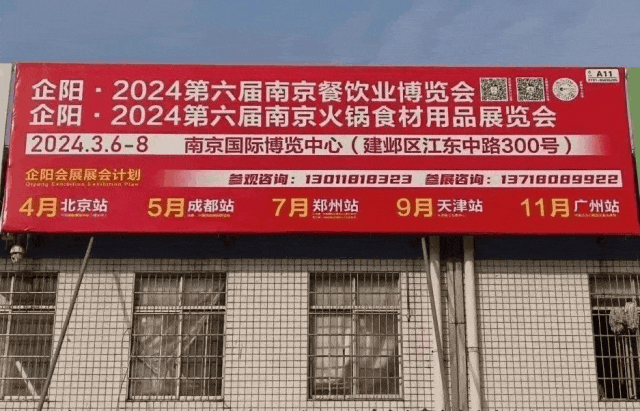 企阳·2024第六届南京餐饮业博览会
A11
企阳·2024第六届南京火锅食材用品展览会
2024.3.6-8 南京国际博览中心（建邺区江东中路300号）
企阳会展展会计划
Qiyang Exhibition Exhibition Plan
参观咨询：13011818323 参展咨询：13718089922
4月北京站 5月成都站 7月郑州站 9月天津站 11月广州站